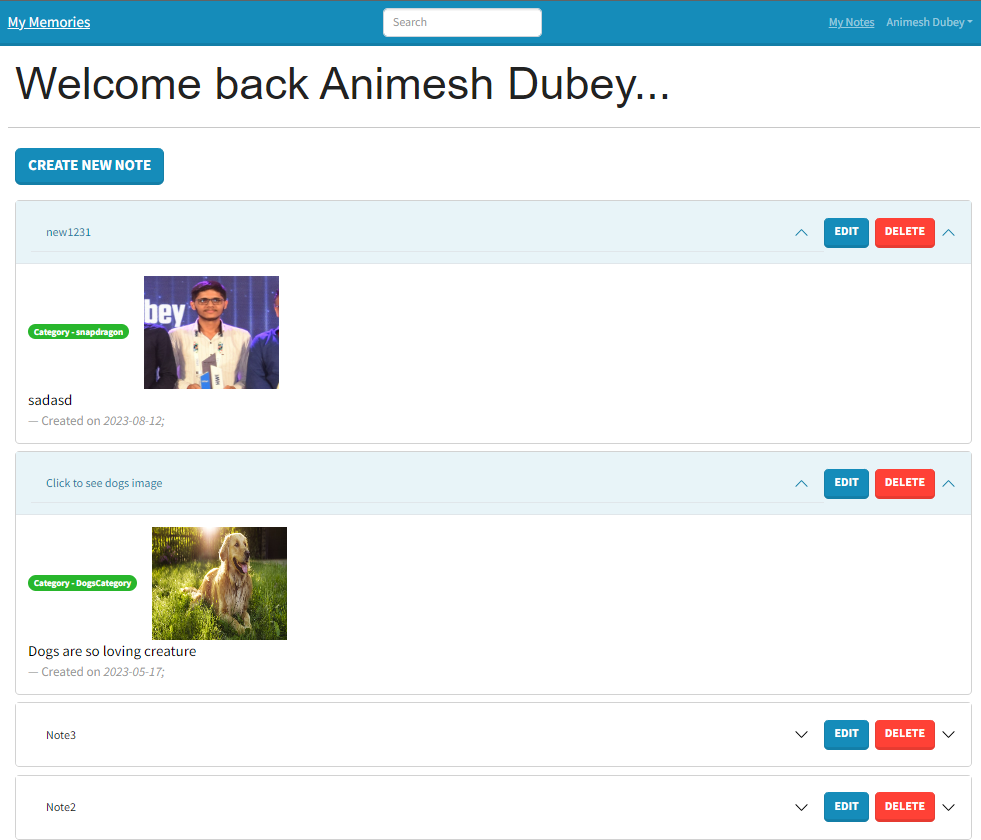 My Memories
Search
My Notes
Animesh Dubey
Welcome back Animesh Dubey...
CREATE NEW NOTE
new1231
EDIT
DELETE
Category - snapdragon
bey
sadasd
— Created on 2023-08-12;
Click to see dogs image
EDIT
DELETE
Category - DogsCategory
Dogs are so loving creature
— Created on 2023-05-17;
Note3
EDIT
DELETE
Note2
EDIT
DELETE